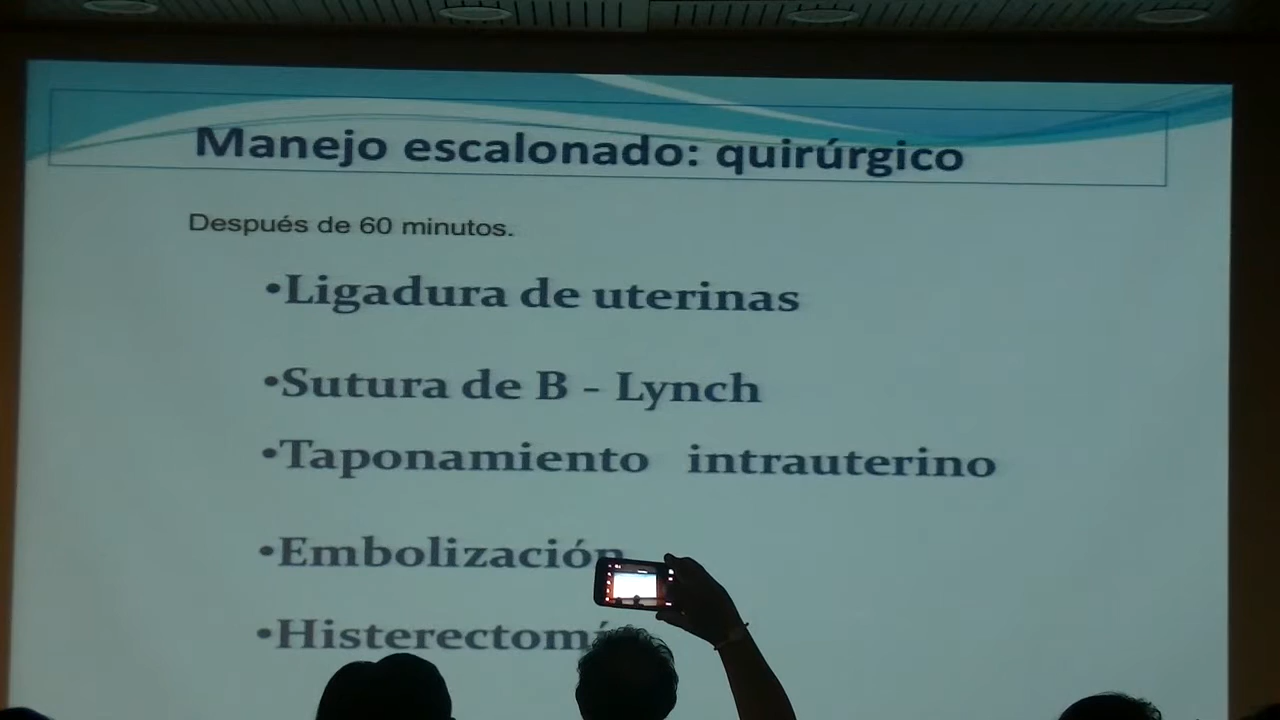 Manejo escalonado: quirúrgico
Después de 60 minutos.
•Ligadura de uterinas
•Sutura de B - Lynch
•Taponamiento intrauterino
•Embolización